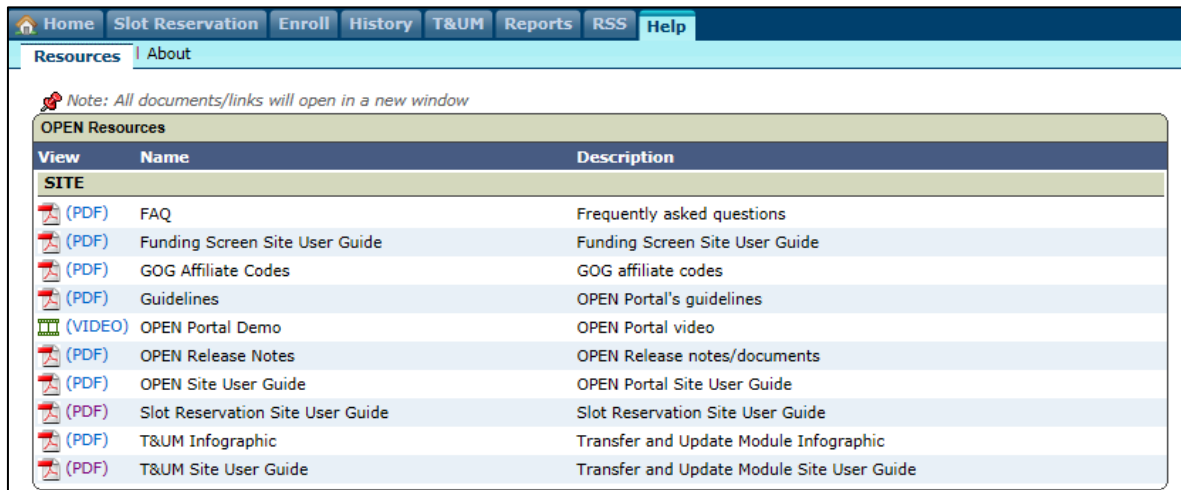 Home Slot Reservation Enroll History T&UM Reports RSS Help
Resources | About
Note: All documents/links will open in a new window
OPEN Resources
View Name Description
SITE
(PDF) FAQ Frequently asked questions
(PDF) Funding Screen Site User Guide Funding Screen Site User Guide
(PDF) GOG Affiliate Codes GOG affiliate codes
(PDF) Guidelines OPEN Portal's guidelines
(VIDEO) OPEN Portal Demo OPEN Portal video
(PDF) OPEN Release Notes OPEN Release notes/documents
(PDF) OPEN Site User Guide OPEN Portal Site User Guide
(PDF) Slot Reservation Site User Guide Slot Reservation Site User Guide
(PDF) T&UM Infographic Transfer and Update Module Infographic
(PDF) T&UM Site User Guide Transfer and Update Module Site User Guide